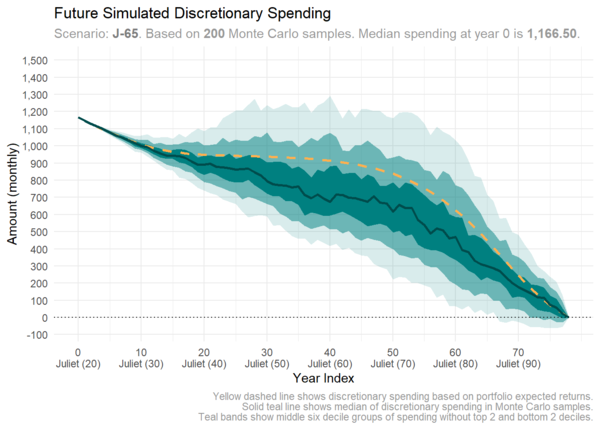 Future Simulated Discretionary Spending
Scenario: J-65. Based on 200 Monte Carlo samples. Median spending at year 0 is 1,166.50.
Amount (monthly)
1,500
1,400
1,300
1,200
1,100
1,000
900
800
700
600
500
400
300
200
100
0
-100
0 10 20 30 40 50 60 70
Juliet (20) Juliet (30) Juliet (40) Juliet (50) Juliet (60) Juliet (70) Juliet (80) Juliet (90)
Year Index
Yellow dashed line shows discretionary spending based on portfolio expected returns.
Solid teal line shows median of discretionary spending in Monte Carlo samples.
Teal bands show middle six decile groups of spending without top 2 and bottom 2 deciles.